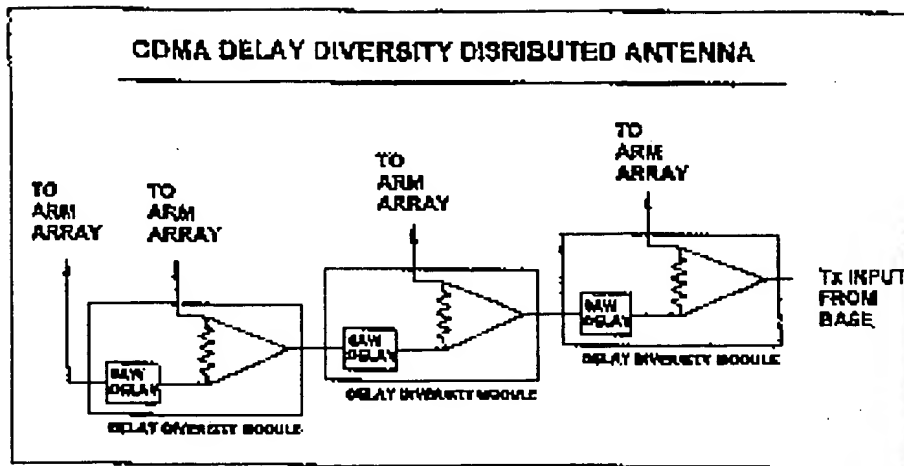 CDMA DELAY DIVERSITY DISRIBUTED ANTENNA
TO
ARM
ARRAY
TO
ARM
ARRAY
TO
ARM
ARRAY
TO
ARM
ARRAY
SAW
DELAY
DELAY DIVERSITY MODULE
SAW
DELAY
DELAY DIVERSITY MODULE
SAW
DELAY
DELAY DIVERSITY MODULE
Tx INPUT
FROM
BASE